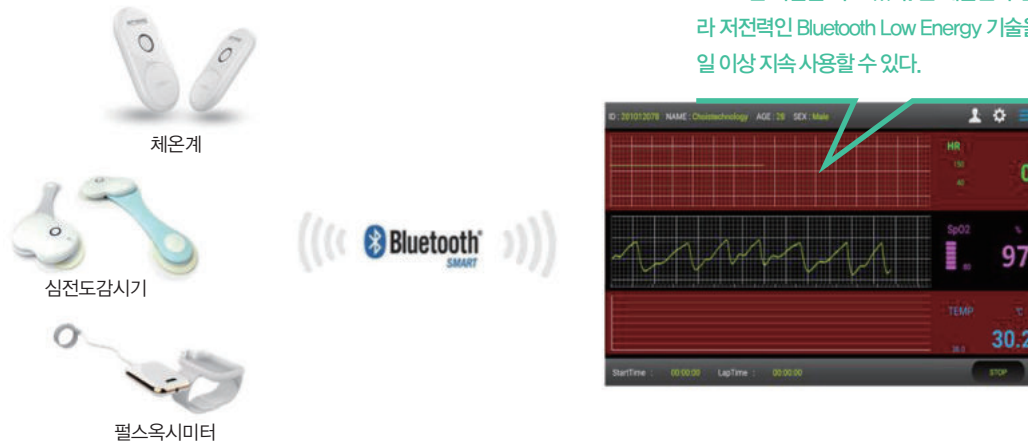 라 저전력인 Bluetooth Low Energy 기술을
일 이상 지속 사용할 수 있다.
체온계
심전도감시기
펄스옥시미터
Bluetooth
SMART
ID : 201012078 NAME : Choistechnology AGE : 28 SEX : Male
HR
150
40
SpO2
%
80
97
TEMP
℃
30.2
StartTime : 00:00:00 LapTime : 00:00:00
STOP